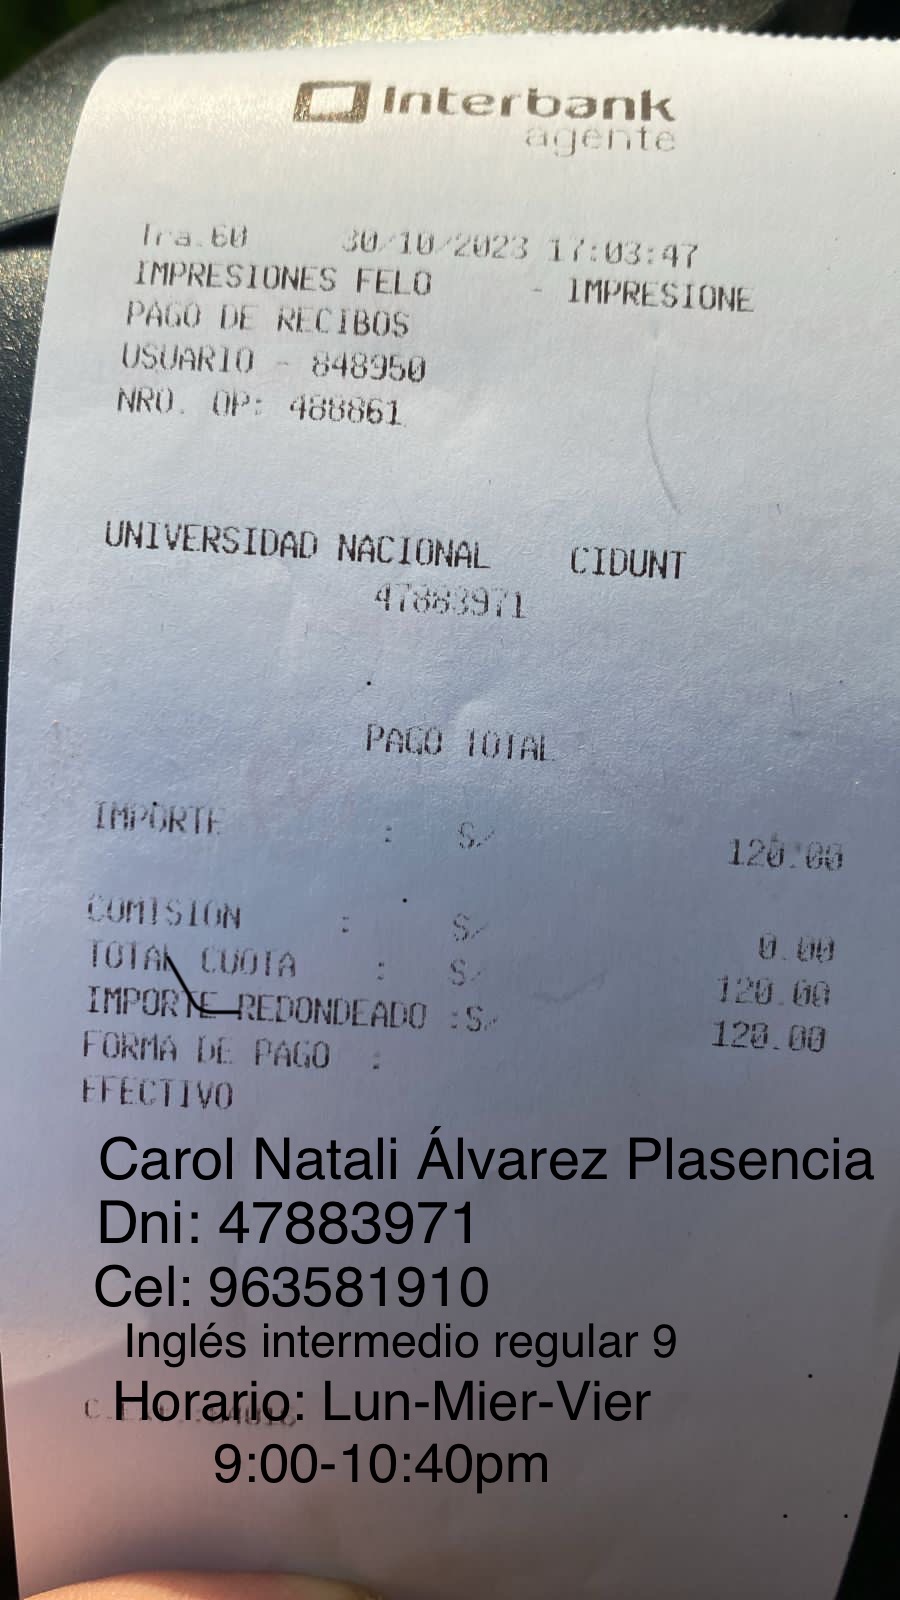 Interbank
agente
Tra.60 30/10/2023 17:03:47
IMPRESIONES FELO - IMPRESIONE
PAGO DE RECIBOS
USUARIO - 848950
NRO. OP: 488861
UNIVERSIDAD NACIONAL CIDUNT
47883971
PAGO TOTAL
IMPORTE : S/ 120.00
COMISION : S/ 0.00
TOTAL CUOTA : S/ 120.00
IMPORTE REDONDEADO :S/ 120.00
FORMA DE PAGO :
EFECTIVO
Carol Natali Álvarez Plasencia
Dni: 47883971
Cel: 963581910
Inglés intermedio regular 9
Horario: Lun-Mier-Vier
9:00-10:40pm